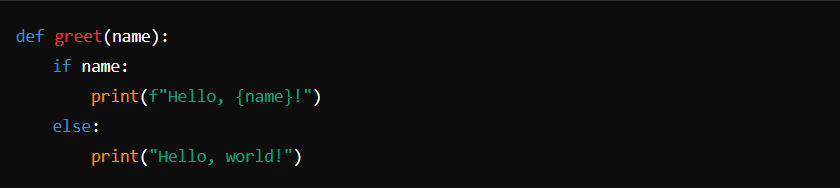 def greet(name):
    if name:
        print(f"Hello, {name}!")
    else:
        print("Hello, world!")